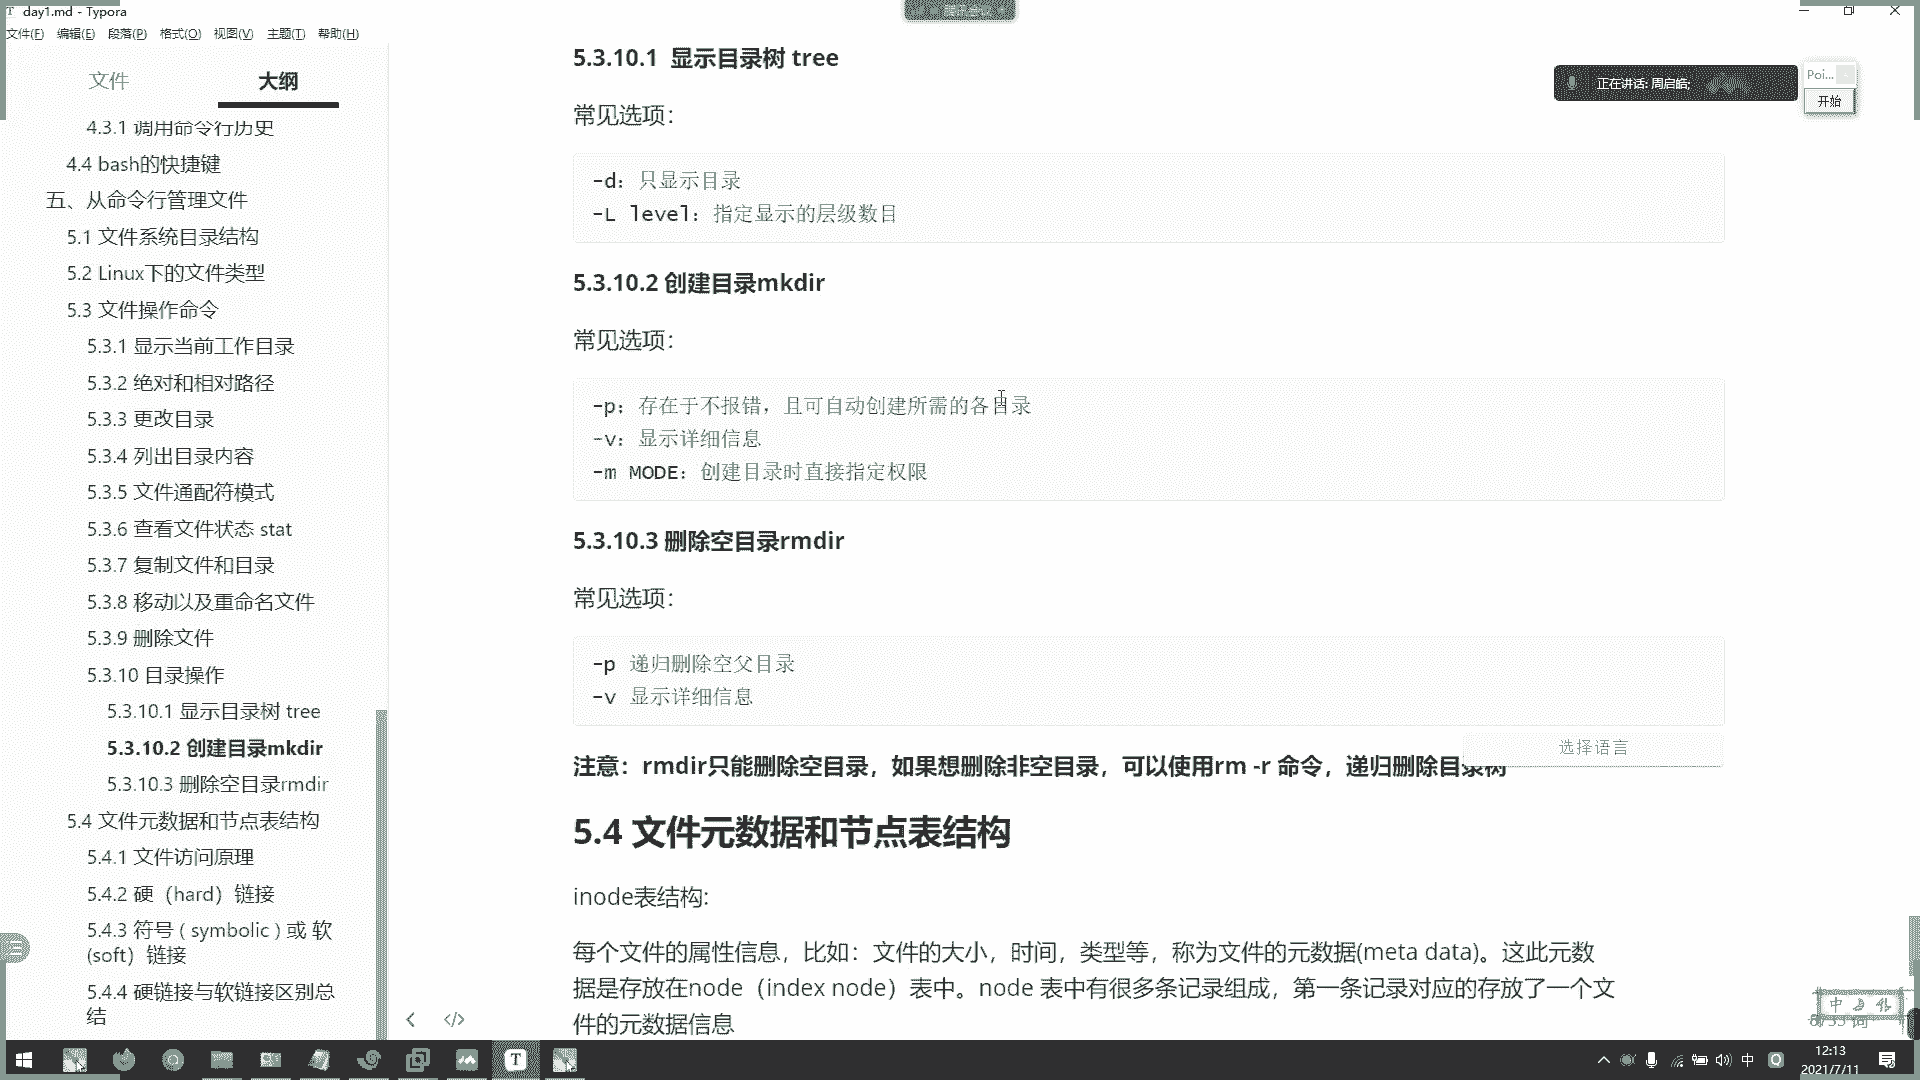 day1.md - Typora
文件(F) 编辑(E) 段落(P) 格式(O) 视图(V) 主题(T) 帮助(H)
文件 大纲
4.3.1 调用命令行历史
4.4 bash的快捷键
五、从命令行管理文件
5.1 文件系统目录结构
5.2 Linux下的文件类型
5.3 文件操作命令
5.3.1 显示当前工作目录
5.3.2 绝对和相对路径
5.3.3 更改目录
5.3.4 列出目录内容
5.3.5 文件通配符模式
5.3.6 查看文件状态 stat
5.3.7 复制文件和目录
5.3.8 移动以及重命名文件
5.3.9 删除文件
5.3.10 目录操作
5.3.10.1 显示目录树 tree
5.3.10.2 创建目录mkdir
5.3.10.3 删除空目录rmdir
5.4 文件元数据和节点表结构
5.4.1 文件访问原理
5.4.2 硬（hard）链接
5.4.3 符号 ( symbolic ) 或 软
(soft）链接
5.4.4 硬链接与软链接区别总
结
5.3.10.1 显示目录树 tree
常见选项：
-d：只显示目录
-L level：指定显示的层级数目
5.3.10.2 创建目录mkdir
常见选项：
-p：存在于不报错，且可自动创建所需的各目录
-v：显示详细信息
-m MODE：创建目录时直接指定权限
5.3.10.3 删除空目录rmdir
常见选项：
-p 递归删除空父目录
-v 显示详细信息
选择语言
注意：rmdir只能删除空目录，如果想删除非空目录，可以使用rm -r 命令，递归删除目录树
5.4 文件元数据和节点表结构
inode表结构:
每个文件的属性信息，比如：文件的大小，时间，类型等，称为文件的元数据(meta data)。这此元数
据是存放在node（index node）表中。node 表中有很多条记录组成，第一条记录对应的存放了一个文
件的元数据信息
正在讲话: 周启皓;
Poi...
开始
中
12:13
2021/7/11